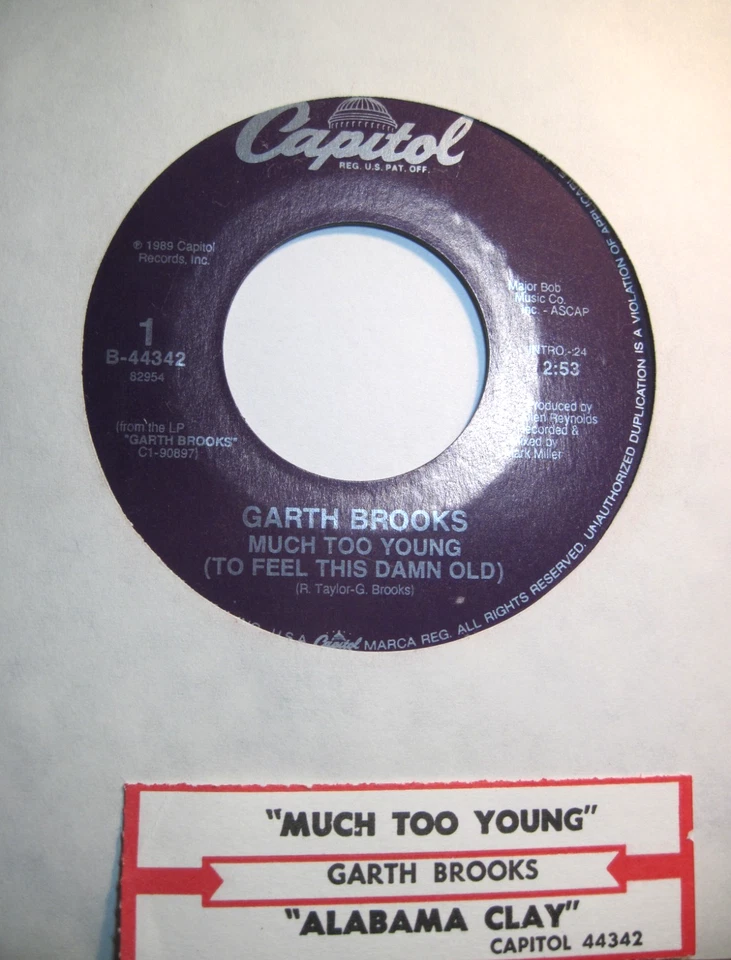 Capitol
REG. U.S. PAT. OFF.
℗ 1989 Capitol
Records, Inc.
1
B-44342
82954
(from the LP
"GARTH BROOKS"
C1-90897)
Major Bob
Music Co.
Inc. - ASCAP
INTRO - :24
2:53
Produced by
Reynolds
Recorded &
Mixed by
Mark Miller
GARTH BROOKS
MUCH TOO YOUNG
(TO FEEL THIS DAMN OLD)
(R. Taylor-G. Brooks)
U.S.A. Capitol MARCA REG. ALL RIGHTS RESERVED. UNAUTHORIZED DUPLICATION IS A VIOLATION OF APPLICABLE
"MUCH TOO YOUNG"
GARTH BROOKS
"ALABAMA CLAY"
CAPITOL 44342